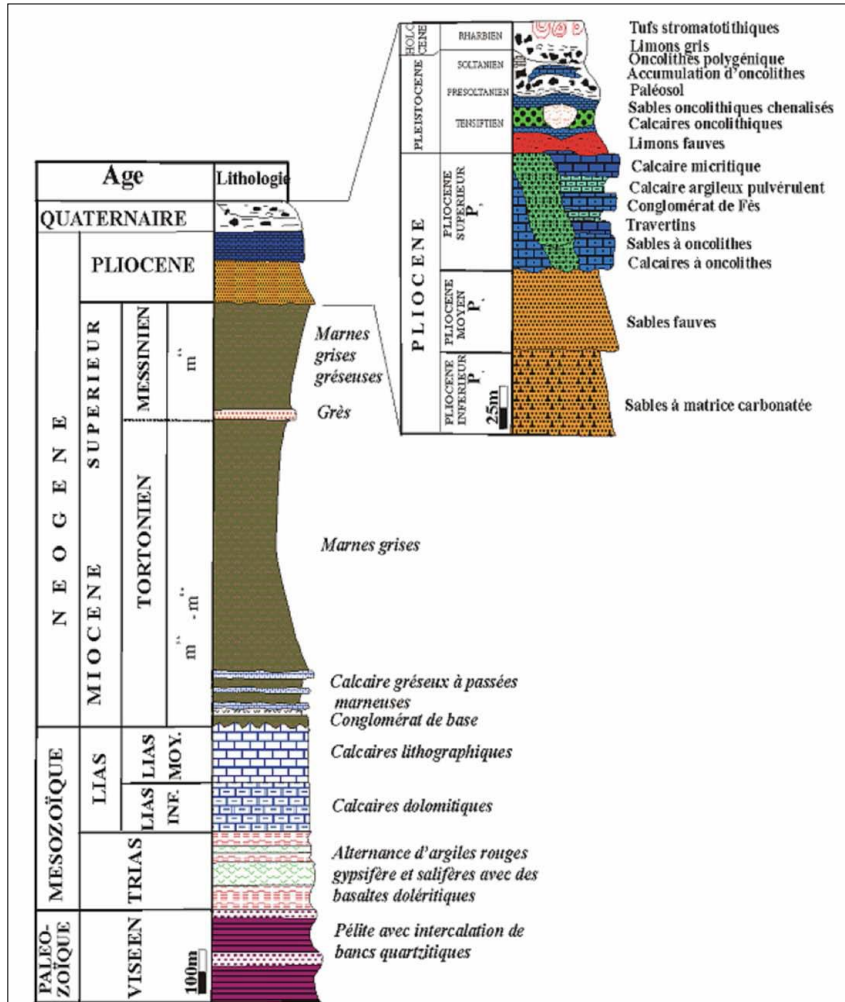 Age
Lithologie
QUATERNAIRE
NEOGENE
PLIOCENE
MIOCENE SUPERIEUR
MESSINIEN
m
Marnes
grises
gréseuses
Grès
TORTONIEN
m - m
Marnes grises
Calcaire gréseux à passées
marneuses
Conglomérat de base
MESOZOÏQUE
LIAS
LIAS
MOY.
Calcaires lithographiques
LIAS
INF.
Calcaires dolomitiques
TRIAS
Alternance d'argiles rouges
gypsifère et salifères avec des
basaltes doléritiques
PALEO-
ZOÏQUE
VISEEN
100m
Pélite avec intercalation de
bancs quartzitiques
HOLO
CENE
RHARBIEN
Tufs stromatotithiques
Limons gris
Oncolithes polygénique
PLEISTOCENE
SOLTANIEN
Accumulation d'oncolithes
PRESOLTANIEN
Paléosol
TENSIFTIEN
Sables oncolithiques chenalisés
Calcaires oncolithiques
Limons fauves
PLIOCENE
PLIOCENE
SUPERIEUR
P
Calcaire micritique
Calcaire argileux pulvérulent
Conglomérat de Fès
Travertins
Sables à oncolithes
Calcaires à oncolithes
PLIOCENE
MOYEN
P
Sables fauves
PLIOCENE
INFERIEUR
P
25m
Sables à matrice carbonatée